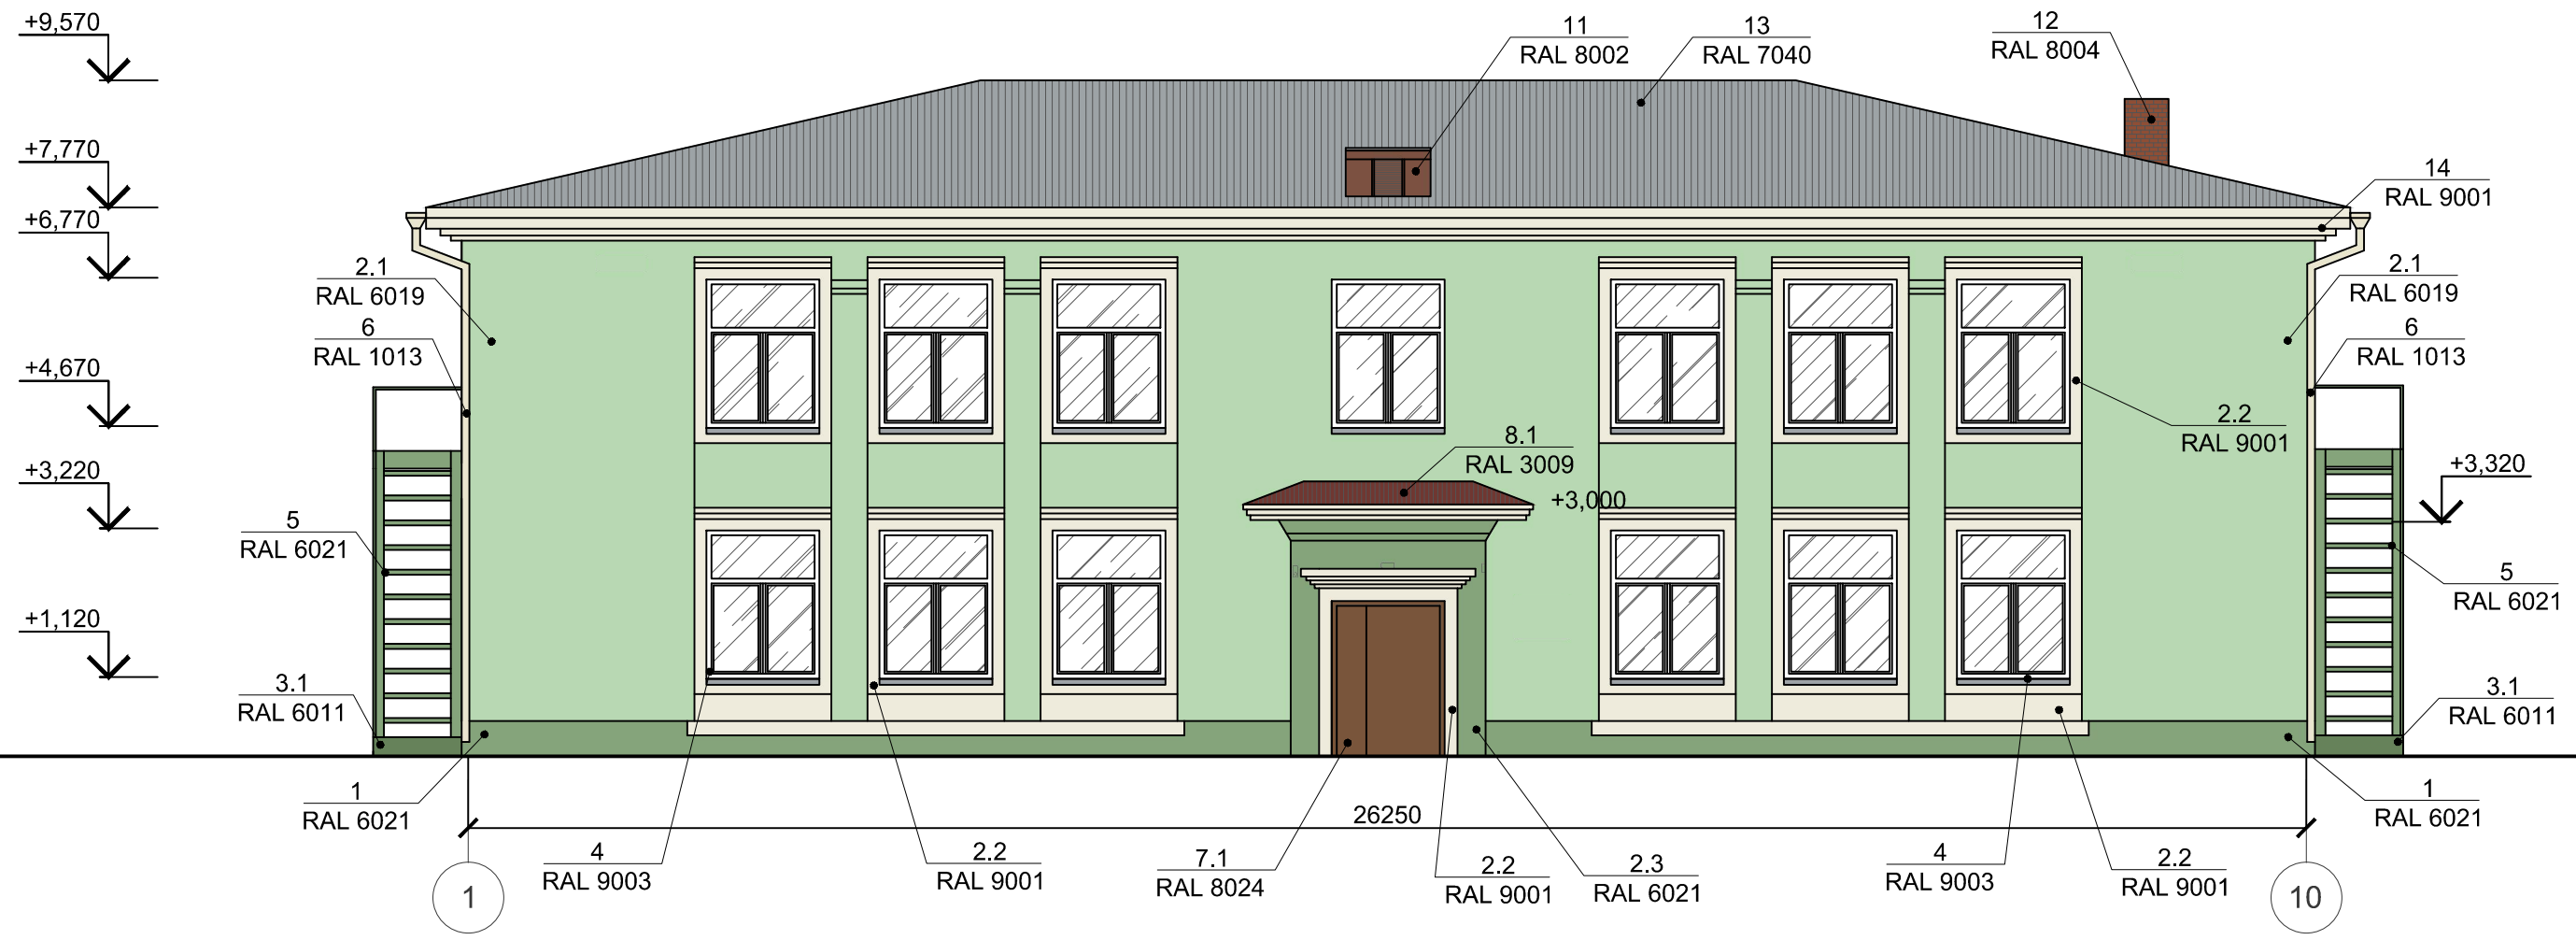 +9,570
11
RAL 8002
13
RAL 7040
12
RAL 8004
+7,770
14
RAL 9001
+6,770
2.1
RAL 6019
2.1
RAL 6019
6
RAL 1013
6
RAL 1013
+4,670
2.2
RAL 9001
8.1
RAL 3009
+3,220
+3,320
+3,000
5
RAL 6021
5
RAL 6021
+1,120
3.1
RAL 6011
3.1
RAL 6011
1
RAL 6021
26250
1
RAL 6021
4
RAL 9003
2.2
RAL 9001
7.1
RAL 8024
2.2
RAL 9001
2.3
RAL 6021
4
RAL 9003
2.2
RAL 9001
1
10